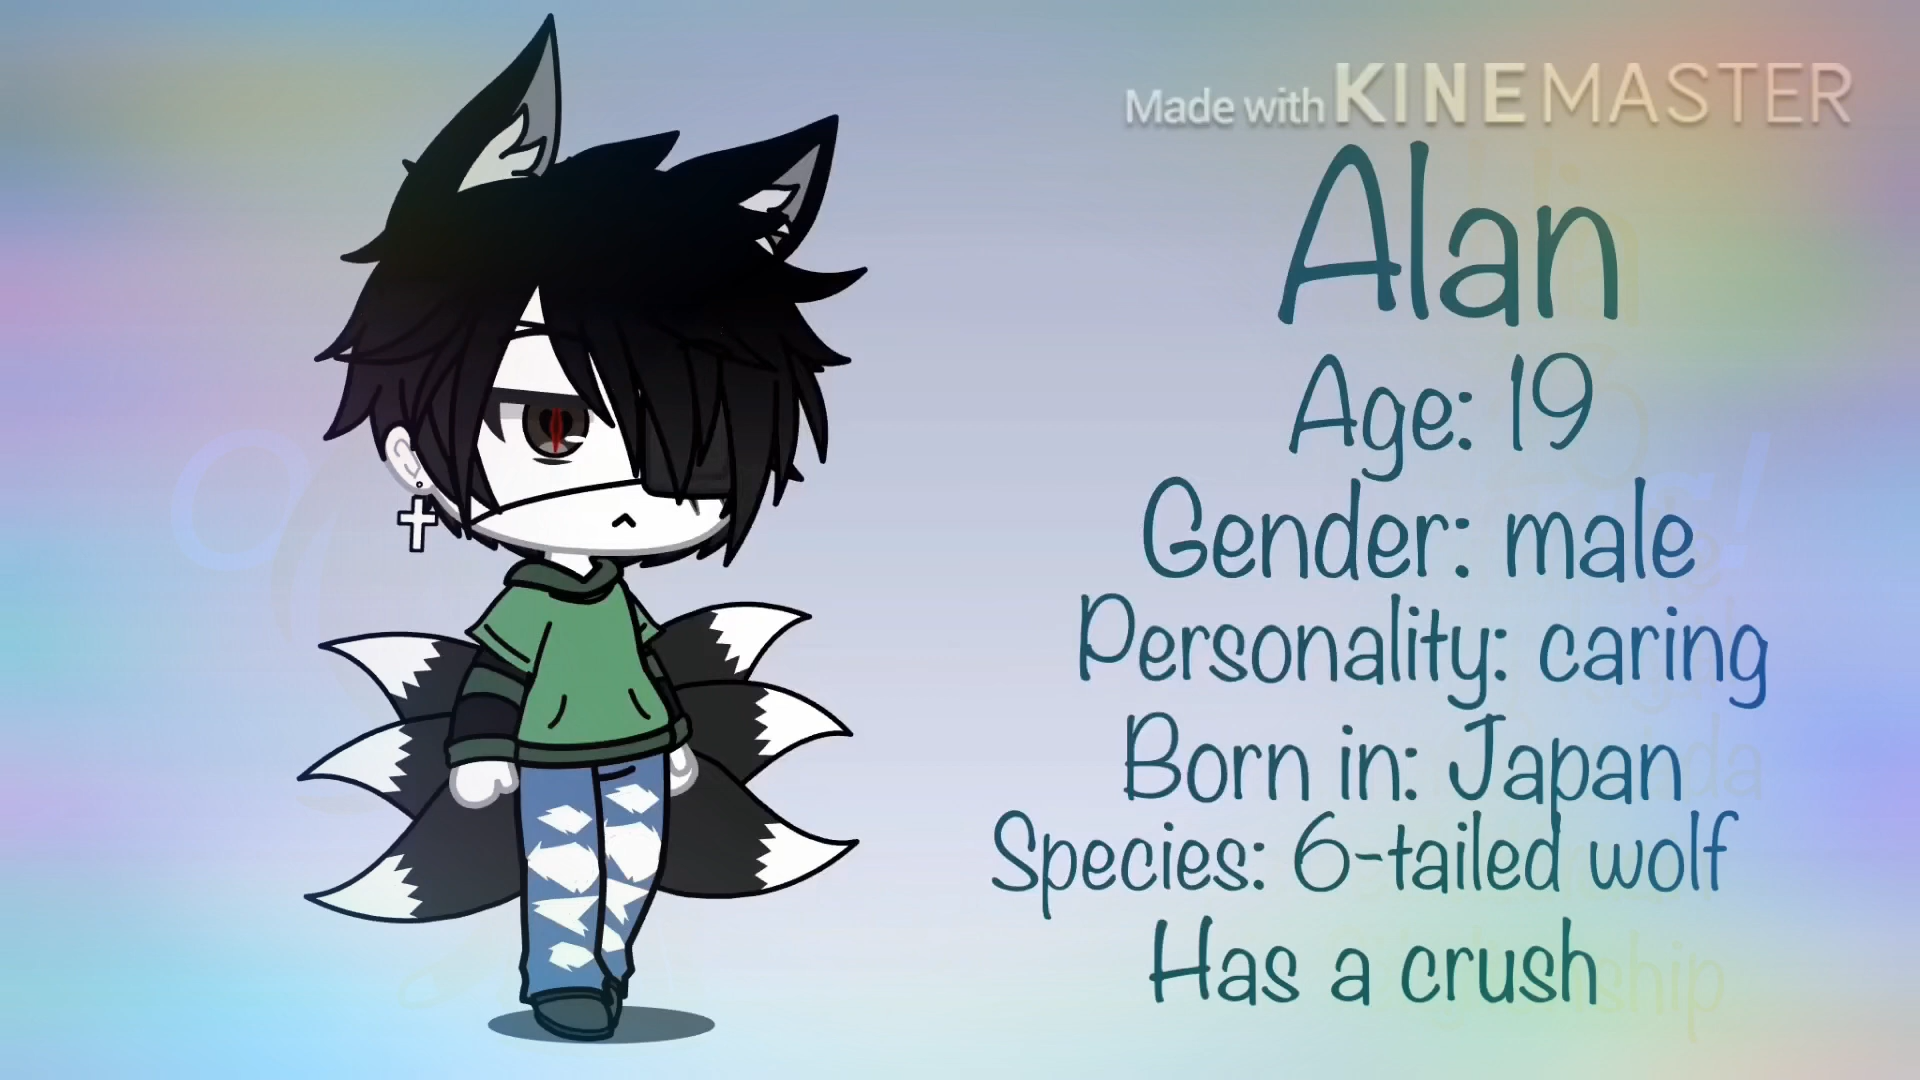 Made with KINEMASTER
Alan
Age: 19
Gender: male
Personality: caring
Born in: Japan
Species: 6-tailed wolf
Has a crush